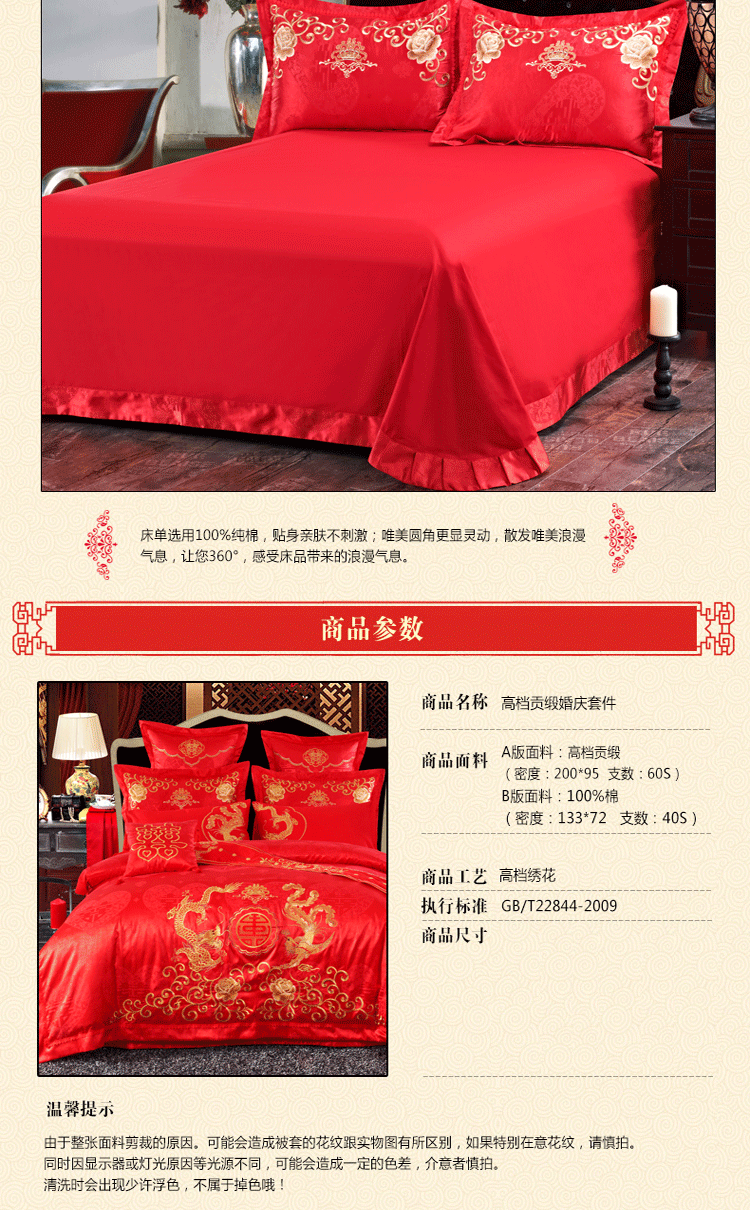 床单选用100%纯棉，贴身亲肤不刺激；唯美圆角更显灵动，散发唯美浪漫
气息，让您360°，感受床品带来的浪漫气息。
商品参数
商品名称 高档贡缎婚庆套件
商品面料 A版面料：高档贡缎
（密度：200*95 支数：60S）
B版面料：100%棉
（密度：133*72 支数：40S）
商品工艺 高档绣花
执行标准 GB/T22844-2009
商品尺寸
温馨提示
由于整张面料剪裁的原因。可能会造成被套的花纹跟实物图有所区别，如果特别在意花纹，请慎拍。
同时因显示器或灯光原因等光源不同，可能会造成一定的色差，介意者慎拍。
清洗时会出现少许浮色，不属于掉色哦！